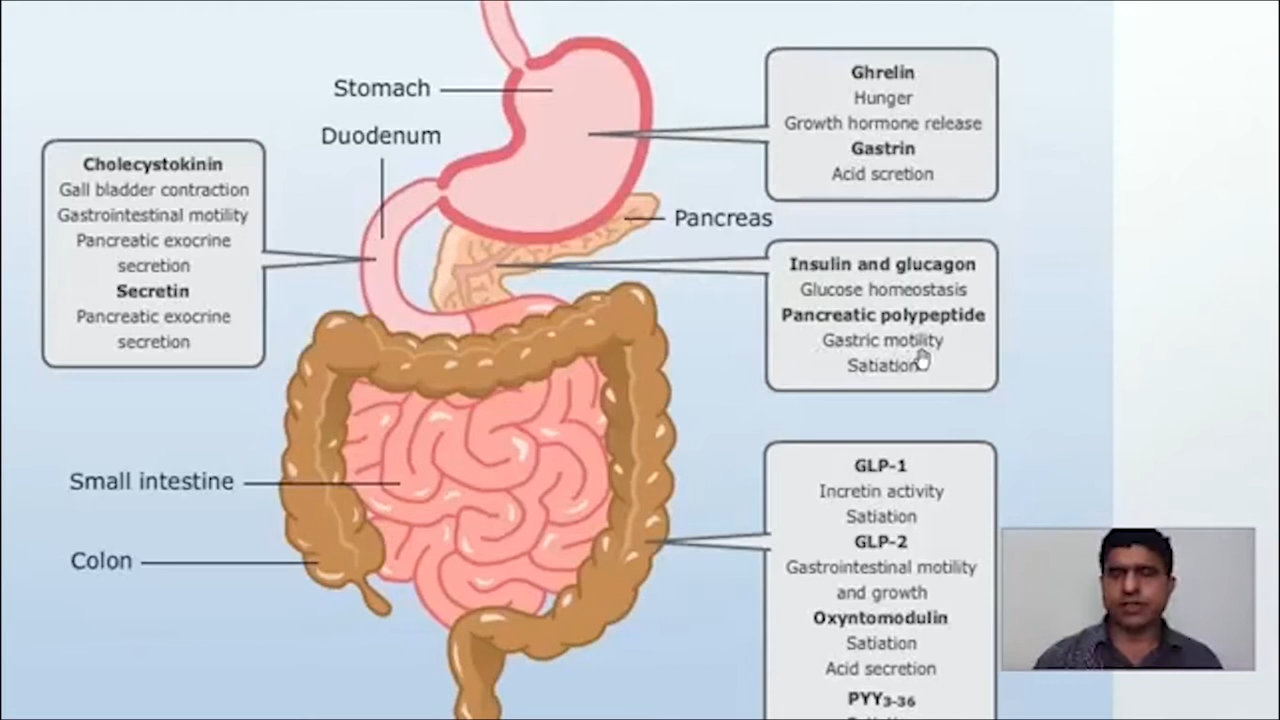 Stomach
Duodenum
Cholecystokinin
Gall bladder contraction
Gastrointestinal motility
Pancreatic exocrine
secretion
Secretin
Pancreatic exocrine
secretion
Ghrelin
Hunger
Growth hormone release
Gastrin
Acid scretion
Pancreas
Insulin and glucagon
Glucose homeostasis
Pancreatic polypeptide
Gastric motility
Satiation
Small intestine
Colon
GLP-1
Incretin activity
Satiation
GLP-2
Gastrointestinal motility
and growth
Oxyntomodulin
Satiation
Acid secretion
PYY₃₋₃₆